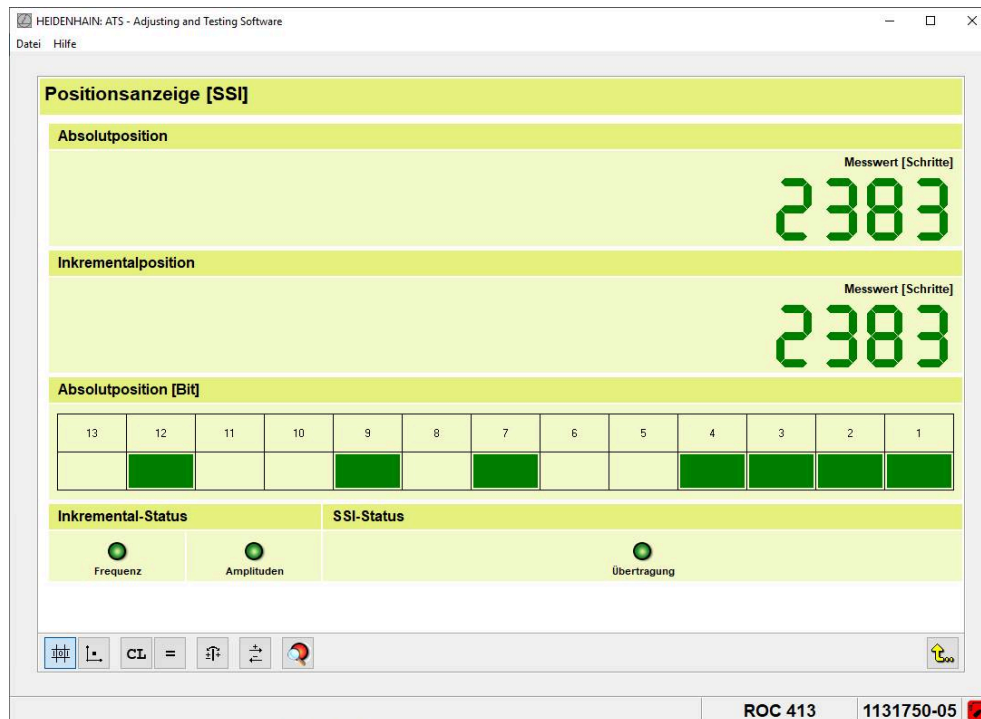 HEIDENHAIN: ATS - Adjusting and Testing Software
Datei Hilfe
Positionsanzeige [SSI]
Absolutposition
Messwert [Schritte]
2383
Inkrementalposition
Messwert [Schritte]
2383
Absolutposition [Bit]
13 12 11 10 9 8 7 6 5 4 3 2 1
Inkremental-Status SSI-Status
Frequenz Amplituden Übertragung
CL =
ROC 413 1131750-05